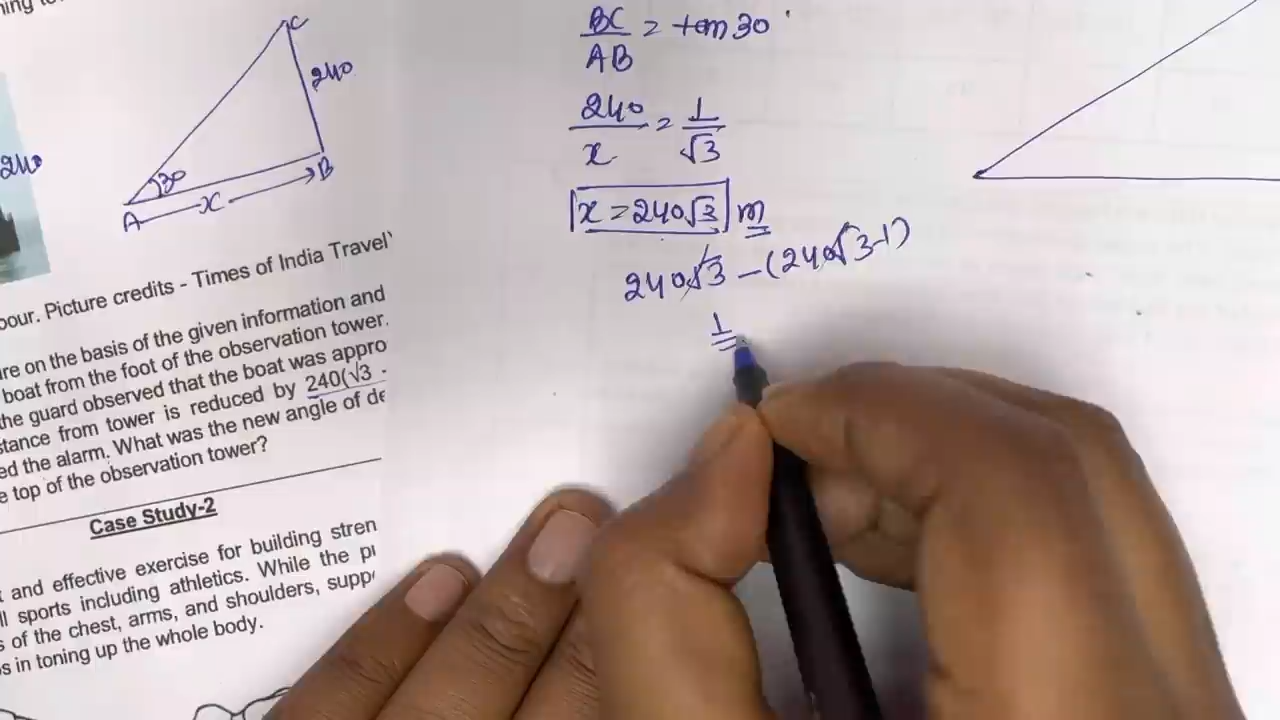 C
240
30
A
x
B
240
BC/AB = tan 30°
240/x = 1/√3
x = 240√3 m
240√3 - (240√3-1)
1
our. Picture credits - Times of India Travel
re on the basis of the given information and
boat from the foot of the observation tower.
the guard observed that the boat was appro
stance from tower is reduced by 240(√3 -
ed the alarm. What was the new angle of de
e top of the observation tower?
Case Study-2
and effective exercise for building stren
ll sports including athletics. While the
s of the chest, arms, and shoulders, supp
s in toning up the whole body.